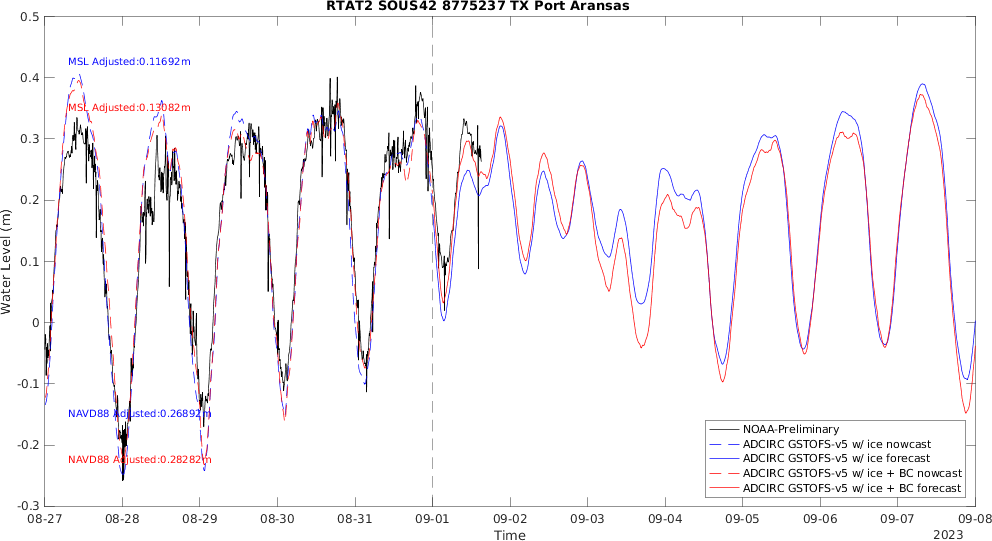 RTAT2 SOUS42 8775237 TX Port Aransas
0.5
0.4
0.3
0.2
0.1
0
-0.1
-0.2
-0.3
Water Level (m)
MSL Adjusted:0.11692m
MSL Adjusted:0.13082m
NAVD88 Adjusted:0.26892m
NAVD88 Adjusted:0.28282m
NOAA-Preliminary
ADCIRC GSTOFS-v5 w/ ice nowcast
ADCIRC GSTOFS-v5 w/ ice forecast
ADCIRC GSTOFS-v5 w/ ice + BC nowcast
ADCIRC GSTOFS-v5 w/ ice + BC forecast
08-27 08-28 08-29 08-30 08-31 09-01 09-02 09-03 09-04 09-05 09-06 09-07 09-08
Time
2023